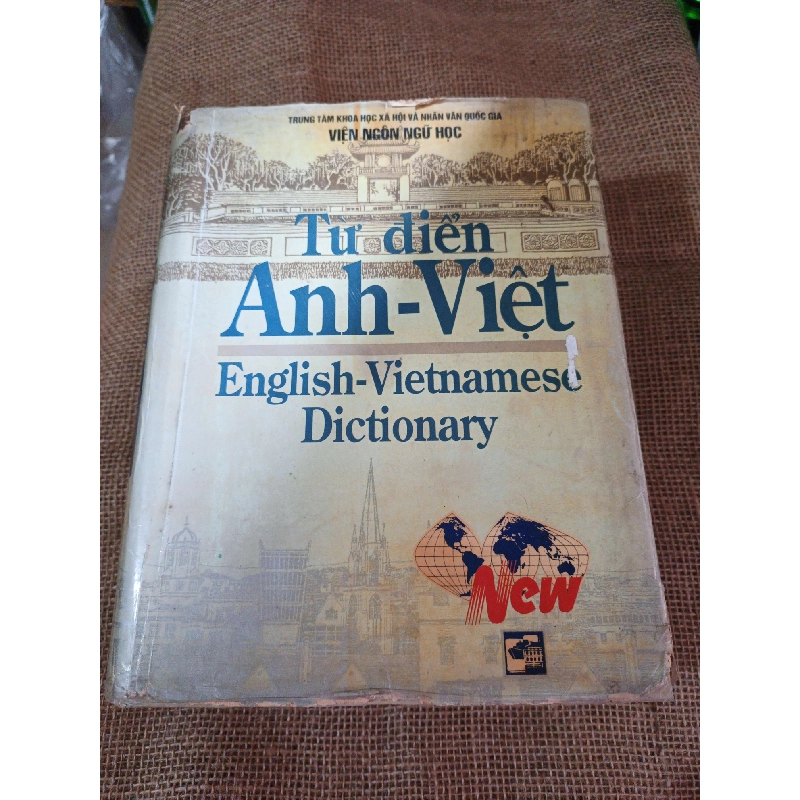 TRUNG TÂM KHOA HỌC XÃ HỘI VÀ NHÂN VĂN QUỐC GIA
VIỆN NGÔN NGỮ HỌC
Từ điển
Anh-Việt
English-Vietnamese
Dictionary
New